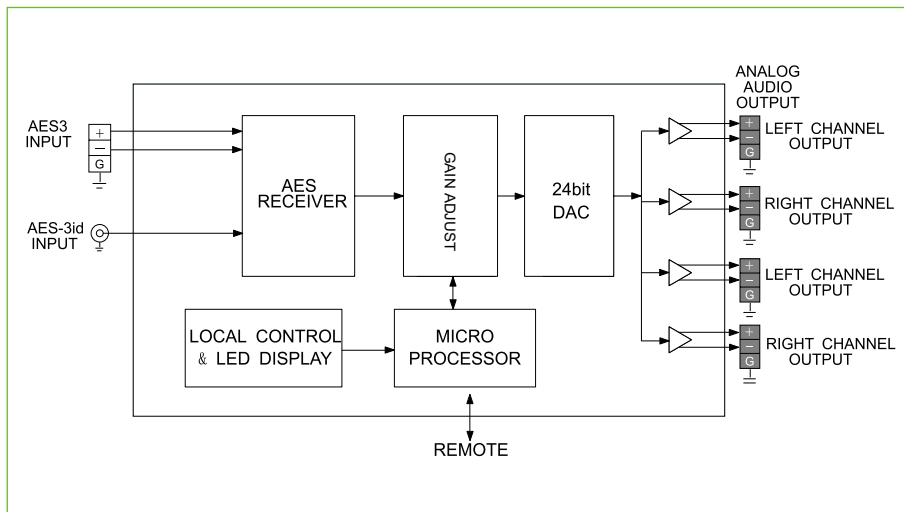 ANALOG
AUDIO
OUTPUT
AES3
INPUT
+
−
G
AES-3id
INPUT
AES
RECEIVER
GAIN ADJUST
24bit
DAC
LOCAL CONTROL
& LED DISPLAY
MICRO
PROCESSOR
REMOTE
+
−
G
LEFT CHANNEL
OUTPUT
+
−
G
RIGHT CHANNEL
OUTPUT
+
−
G
LEFT CHANNEL
OUTPUT
+
−
G
RIGHT CHANNEL
OUTPUT